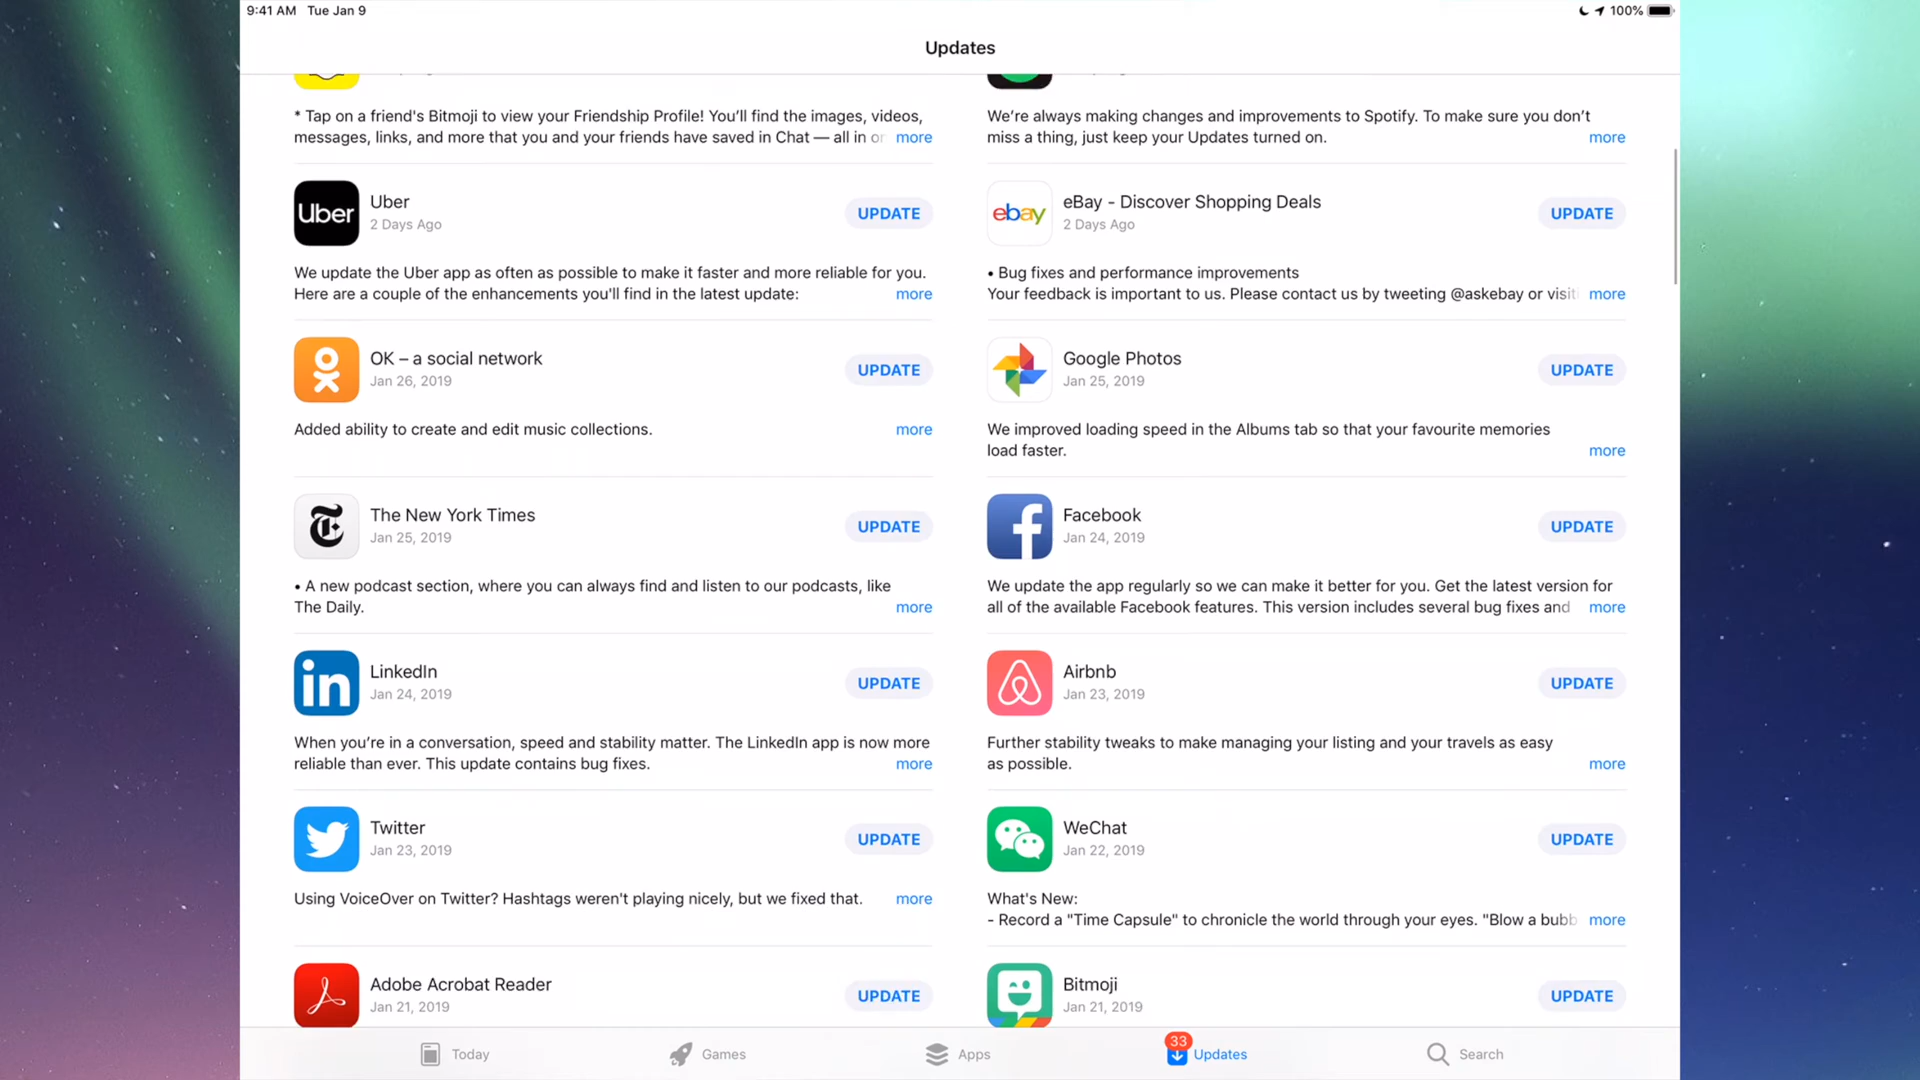 9:41 AM Tue Jan 9
100%
Updates
* Tap on a friend's Bitmoji to view your Friendship Profile! You'll find the images, videos,
messages, links, and more that you and your friends have saved in Chat — all in or more
We're always making changes and improvements to Spotify. To make sure you don't
miss a thing, just keep your Updates turned on. more
Uber
Uber
2 Days Ago
UPDATE
We update the Uber app as often as possible to make it faster and more reliable for you.
Here are a couple of the enhancements you'll find in the latest update: more
ebay
eBay - Discover Shopping Deals
2 Days Ago
UPDATE
• Bug fixes and performance improvements
Your feedback is important to us. Please contact us by tweeting @askebay or visit more
OK – a social network
Jan 26, 2019
UPDATE
Added ability to create and edit music collections. more
Google Photos
Jan 25, 2019
UPDATE
We improved loading speed in the Albums tab so that your favourite memories
load faster. more
The New York Times
Jan 25, 2019
UPDATE
• A new podcast section, where you can always find and listen to our podcasts, like
The Daily. more
Facebook
Jan 24, 2019
UPDATE
We update the app regularly so we can make it better for you. Get the latest version for
all of the available Facebook features. This version includes several bug fixes and more
in
LinkedIn
Jan 24, 2019
UPDATE
When you're in a conversation, speed and stability matter. The LinkedIn app is now more
reliable than ever. This update contains bug fixes. more
Airbnb
Jan 23, 2019
UPDATE
Further stability tweaks to make managing your listing and your travels as easy
as possible. more
Twitter
Jan 23, 2019
UPDATE
Using VoiceOver on Twitter? Hashtags weren't playing nicely, but we fixed that. more
WeChat
Jan 22, 2019
UPDATE
What's New:
- Record a "Time Capsule" to chronicle the world through your eyes. "Blow a bubb more
Adobe Acrobat Reader
Jan 21, 2019
UPDATE
Bitmoji
Jan 21, 2019
UPDATE
Today
Games
Apps
33
Updates
Search